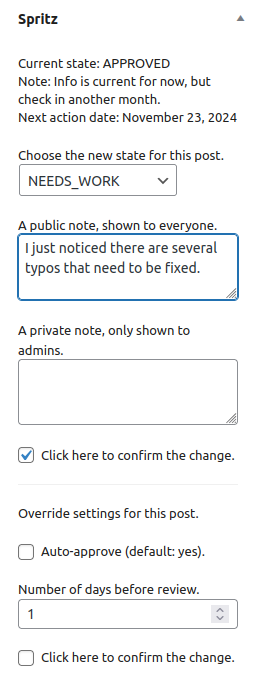 Spritz
Current state: APPROVED
Note: Info is current for now, but
check in another month.
Next action date: November 23, 2024
Choose the new state for this post.
NEEDS_WORK
A public note, shown to everyone.
I just noticed there are several
typos that need to be fixed.
A private note, only shown to
admins.
Click here to confirm the change.
Override settings for this post.
Auto-approve (default: yes).
Number of days before review.
1
Click here to confirm the change.